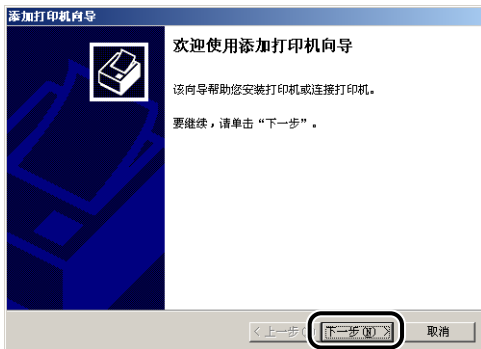 添加打印机向导
欢迎使用添加打印机向导
该向导帮助您安装打印机或连接打印机。
要继续，请单击“下一步”。
<上一步( 下一步(N) > 取消